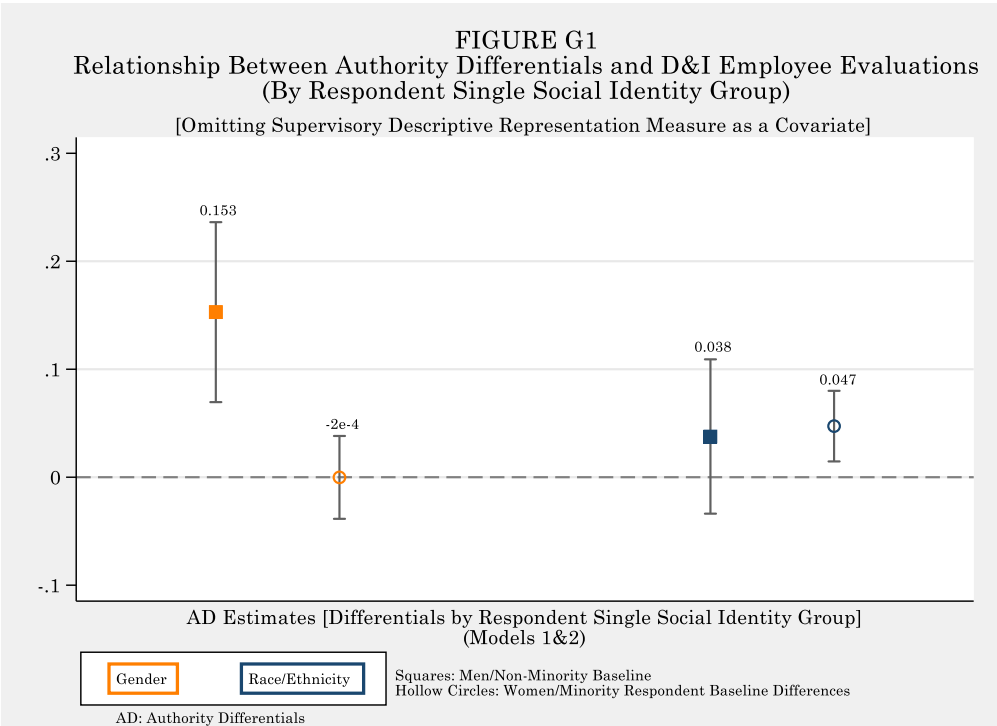 FIGURE G1
Relationship Between Authority Differentials and D&I Employee Evaluations
(By Respondent Single Social Identity Group)
[Omitting Supervisory Descriptive Representation Measure as a Covariate]
.3
0.153
.2
0.038
.1
0.047
-2e-4
0
-.1
AD Estimates [Differentials by Respondent Single Social Identity Group]
(Models 1&2)
Gender
Race/Ethnicity
Squares: Men/Non-Minority Baseline
Hollow Circles: Women/Minority Respondent Baseline Differences
AD: Authority Differentials